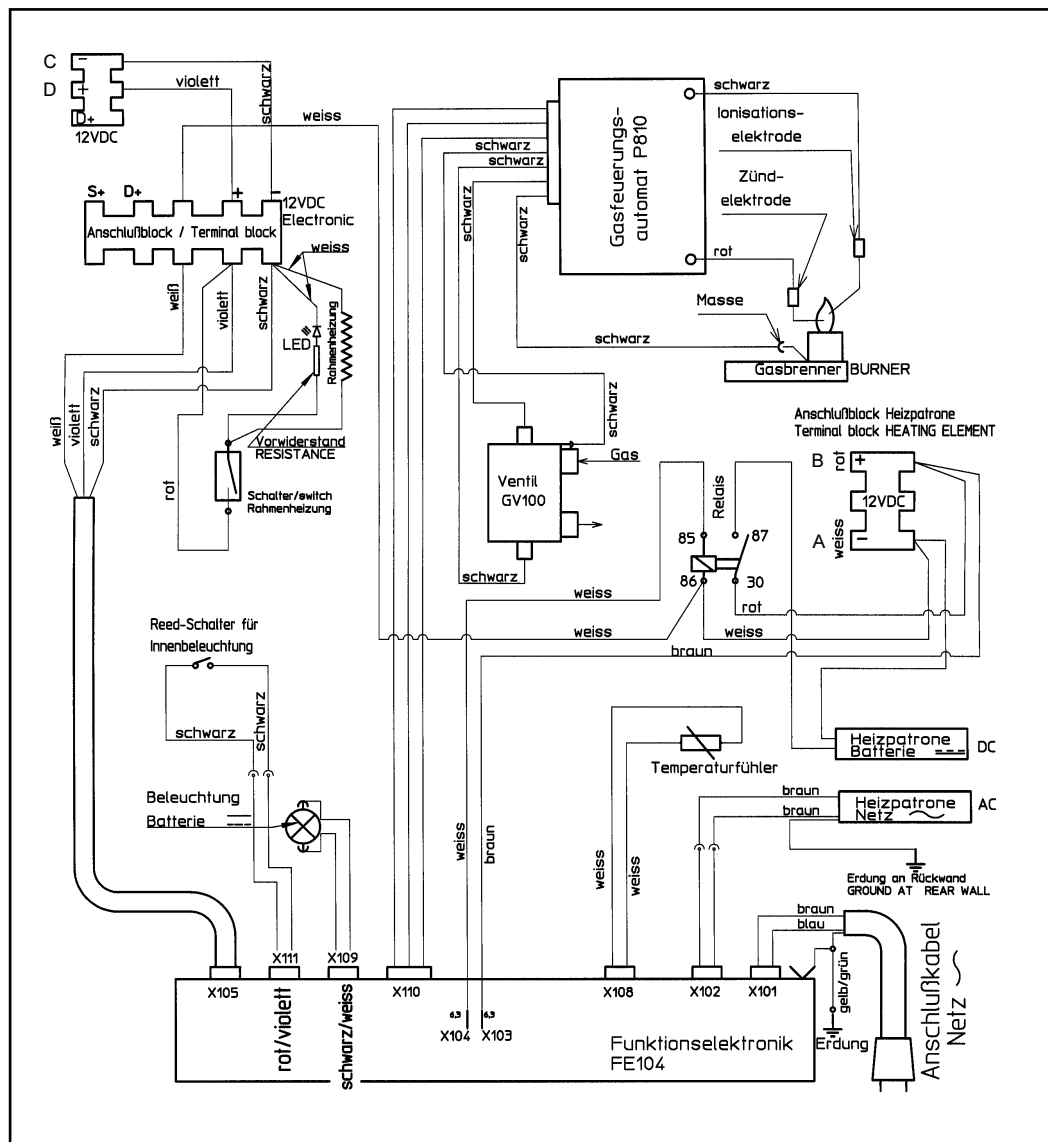 C
−
D
+
D+
12VDC
violett
schwarz
weiss
S+ D+ + −
12VDC
Electronic
Anschlußblock / Terminal block
weiss
weiß
violett
schwarz
LED
Rahmenheizung
weiß
violett
schwarz
rot
Vorwiderstand
RESISTANCE
Schalter/switch
Rahmenheizung
schwarz
schwarz
schwarz
schwarz
Gasfeuerungs-
automat P810
schwarz
Ionisations-
elektrode
Zünd-
elektrode
rot
Masse
schwarz
Gasbrenner BURNER
schwarz
Gas
Ventil
GV100
schwarz
Anschlußblock Heizpatrone
Terminal block HEATING ELEMENT
B
rot
+
12VDC
A
weiss
−
Relais
85 87
86 30
weiss
rot
weiss
weiss
braun
Reed-Schalter für
Innenbeleuchtung
schwarz
schwarz
Beleuchtung
Batterie
Temperaturfühler
Heizpatrone
Batterie
DC
braun
braun
Heizpatrone
Netz
AC
Erdung an Rückwand
GROUND AT REAR WALL
weiss
braun
weiss
weiss
braun
blau
gelb/grün
Erdung
Anschlußkabel
Netz
X105
X111
rot/violett
X109
schwarz/weiss
X110
6,3 6,3
X104 X103
X108
X102
X101
Funktionselektronik
FE104